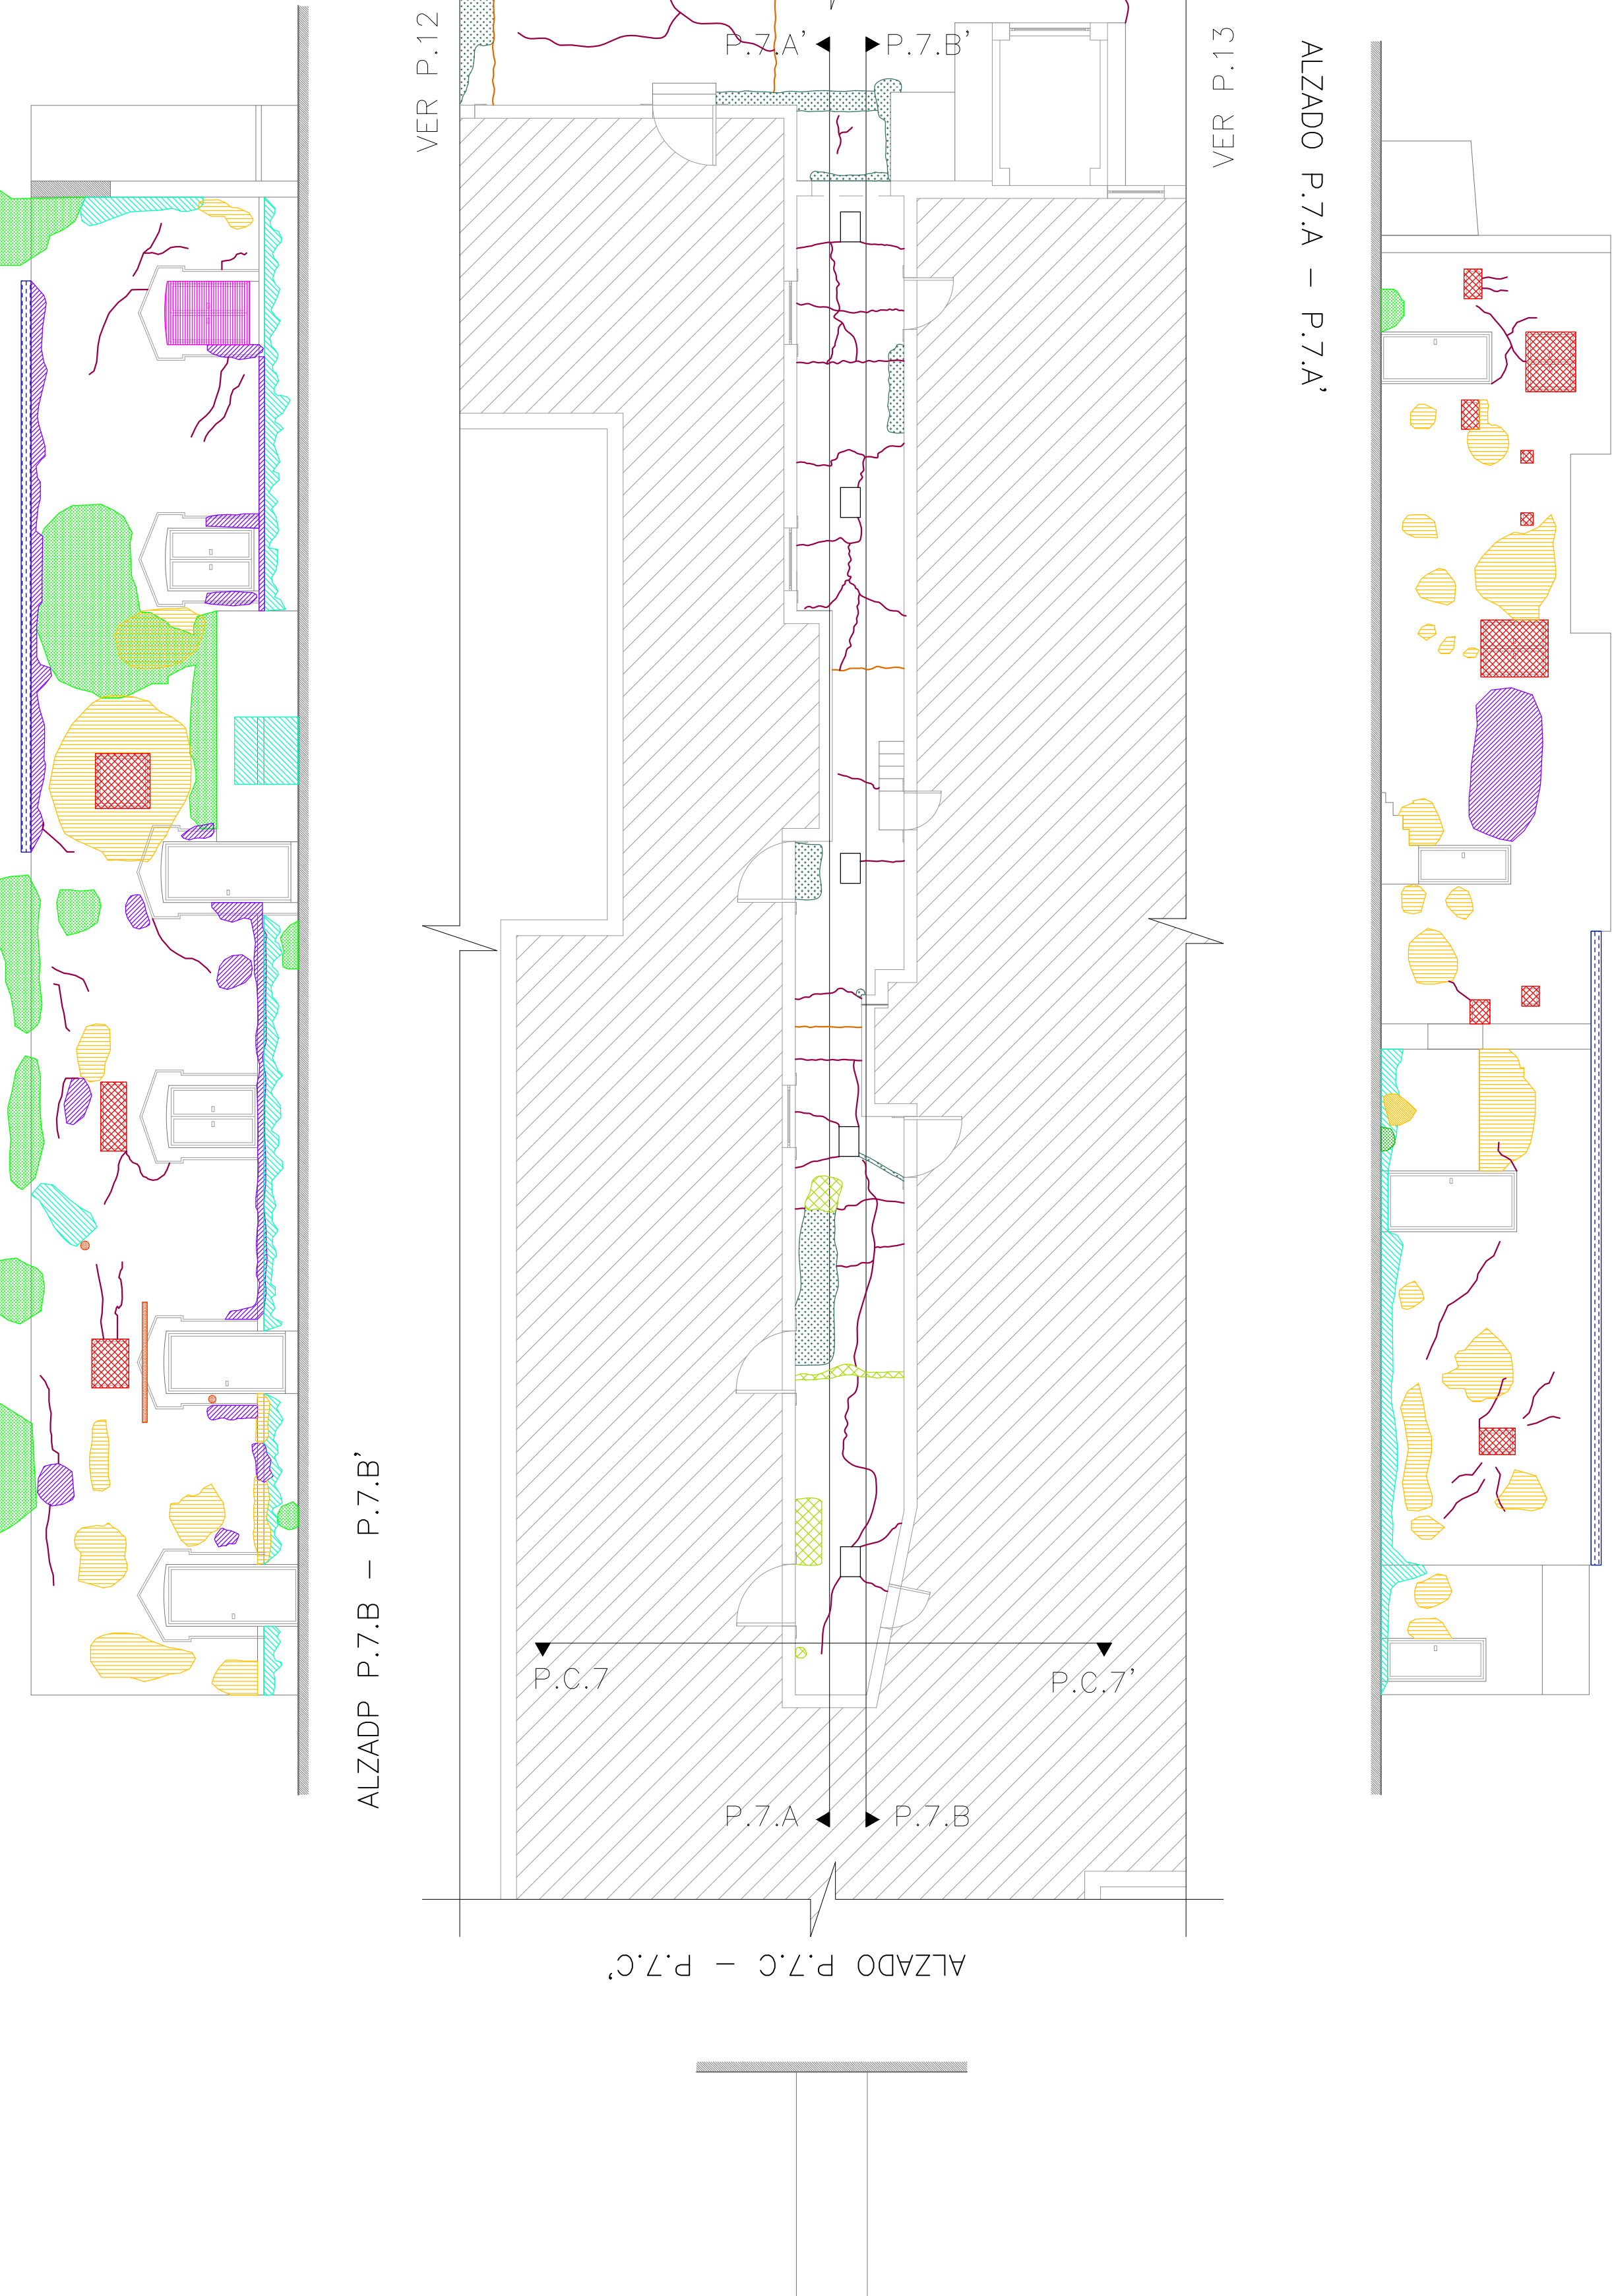 VER P.12
P.7.A'
P.7.B'
VER P.13
ALZADO P.7.A – P.7.A'
ALZADP P.7.B – P.7.B'
P.C.7
P.C.7'
P.7.A
P.7.B
ALZADO P.7.C – P.7.C'